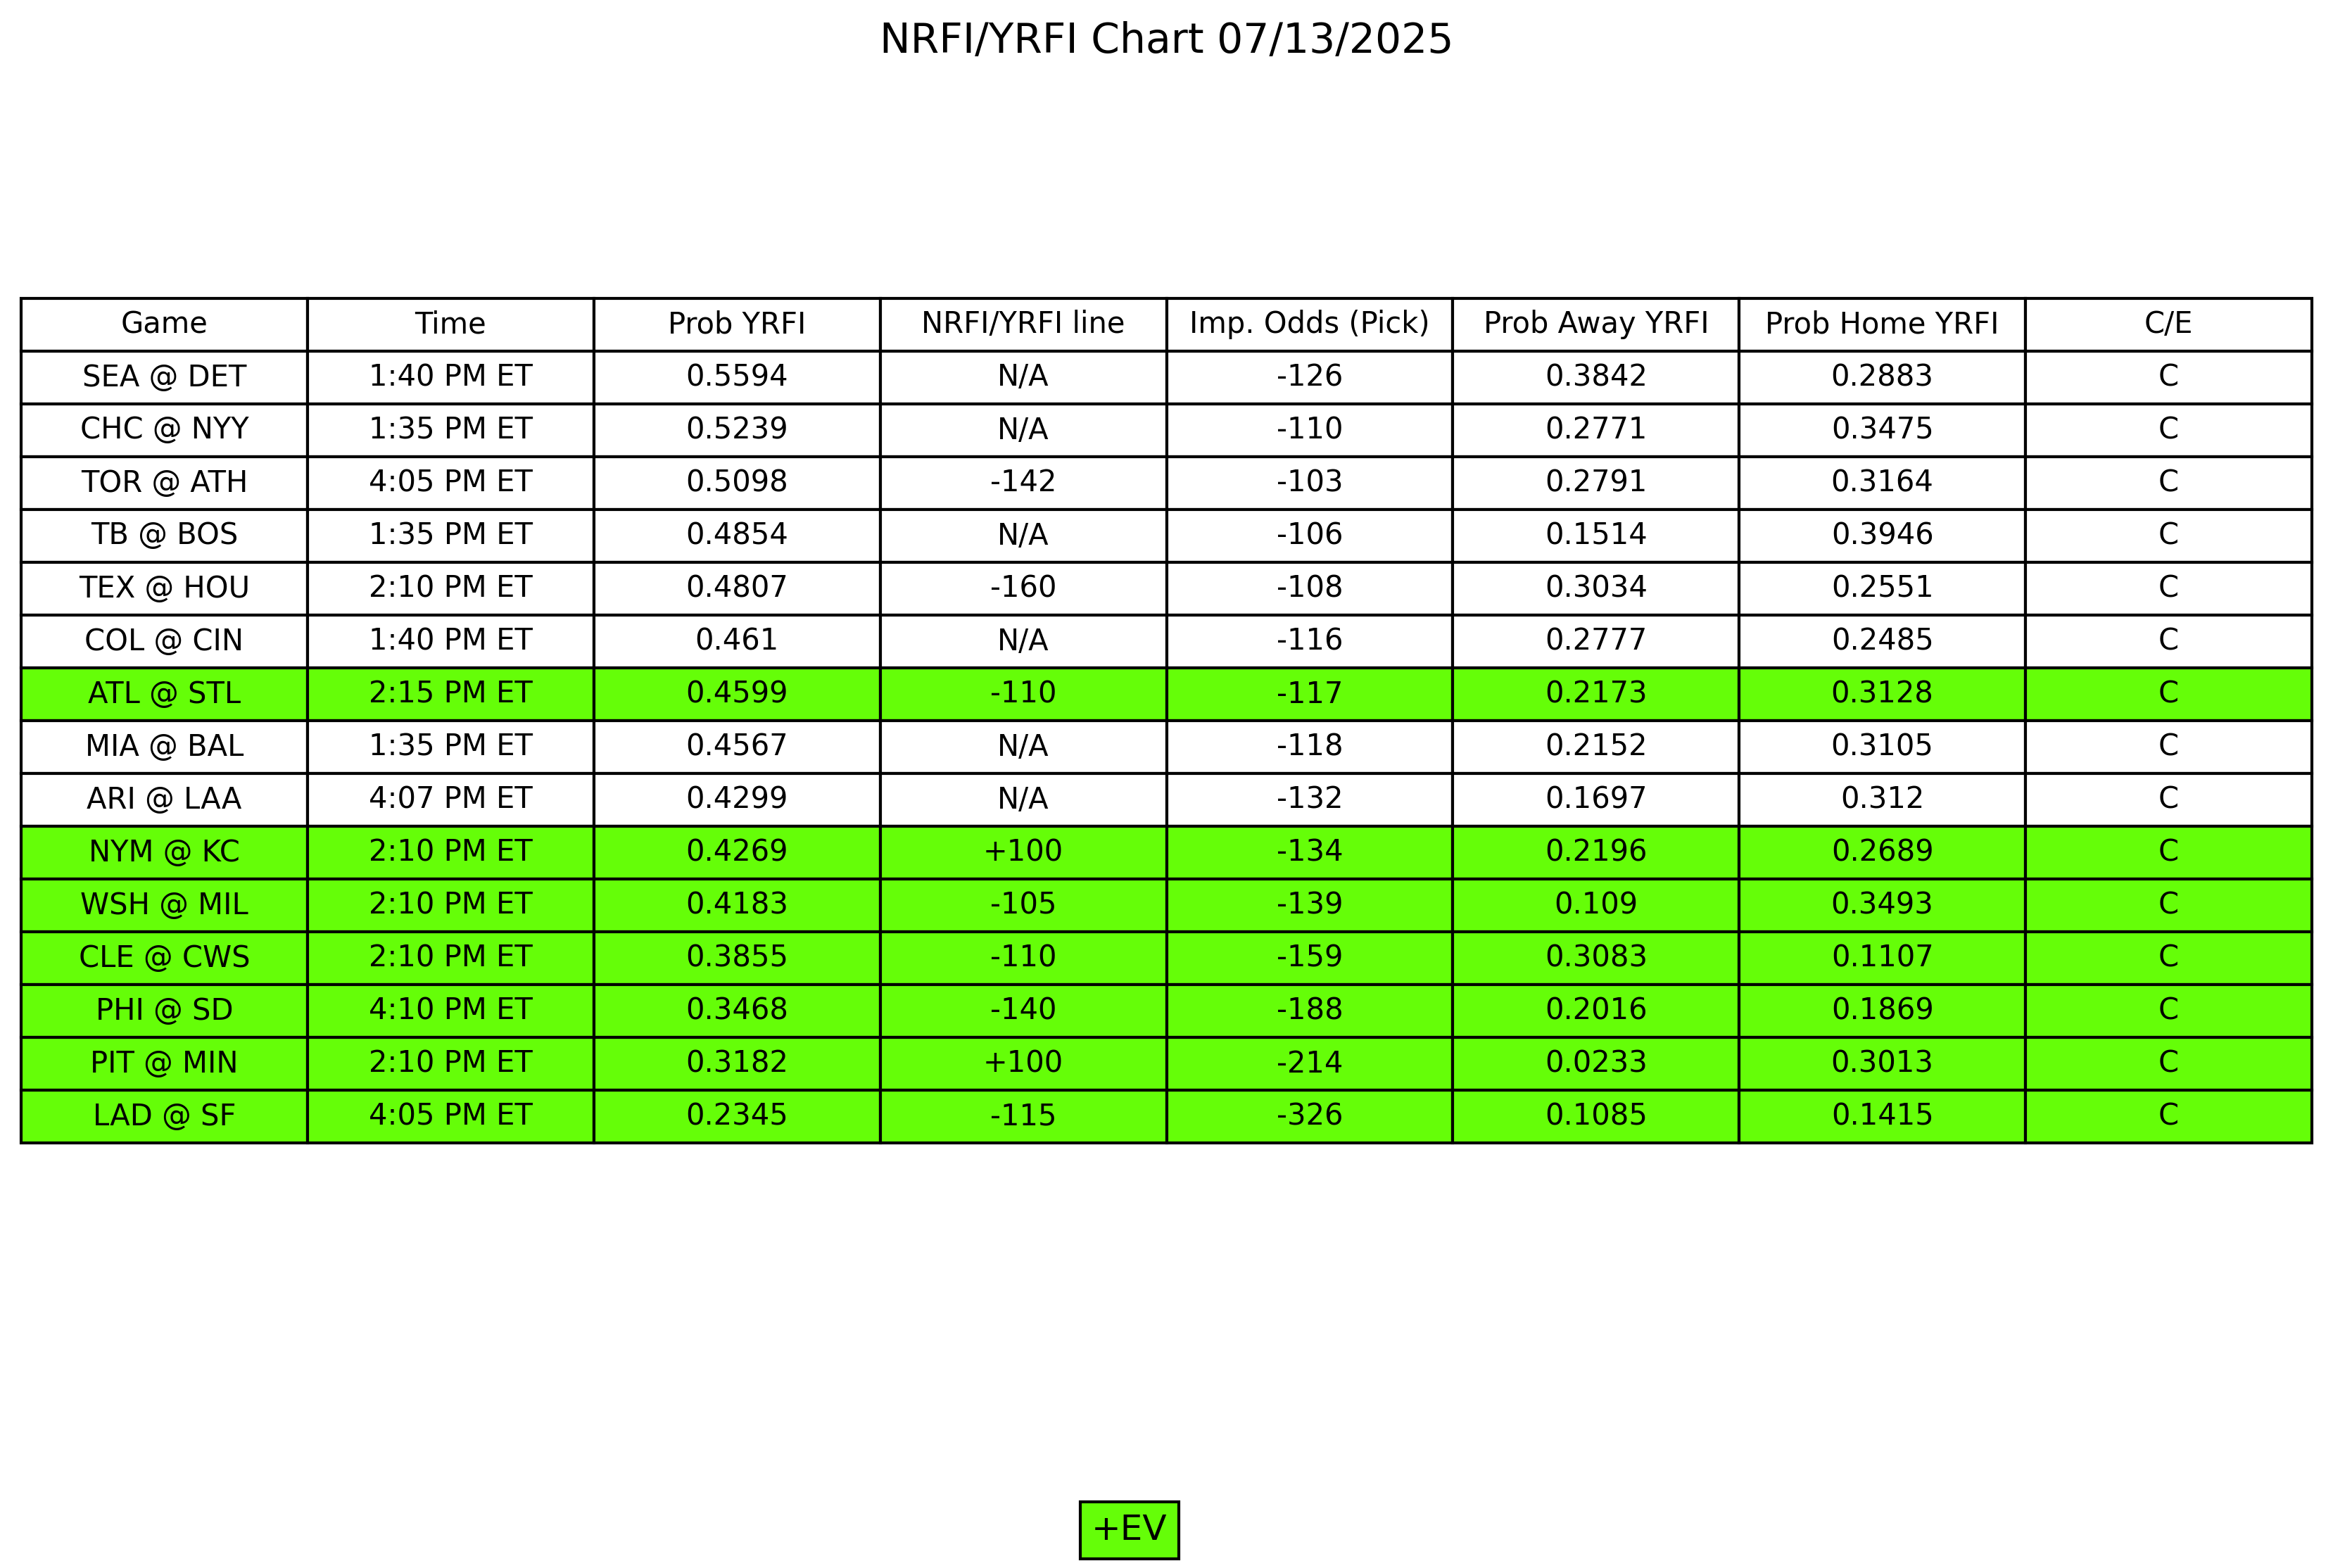 NRFI/YRFI Chart 07/13/2025
Game Time Prob YRFI NRFI/YRFI line Imp. Odds (Pick) Prob Away YRFI Prob Home YRFI C/E
SEA @ DET 1:40 PM ET 0.5594 N/A -126 0.3842 0.2883 C
CHC @ NYY 1:35 PM ET 0.5239 N/A -110 0.2771 0.3475 C
TOR @ ATH 4:05 PM ET 0.5098 -142 -103 0.2791 0.3164 C
TB @ BOS 1:35 PM ET 0.4854 N/A -106 0.1514 0.3946 C
TEX @ HOU 2:10 PM ET 0.4807 -160 -108 0.3034 0.2551 C
COL @ CIN 1:40 PM ET 0.461 N/A -116 0.2777 0.2485 C
ATL @ STL 2:15 PM ET 0.4599 -110 -117 0.2173 0.3128 C
MIA @ BAL 1:35 PM ET 0.4567 N/A -118 0.2152 0.3105 C
ARI @ LAA 4:07 PM ET 0.4299 N/A -132 0.1697 0.312 C
NYM @ KC 2:10 PM ET 0.4269 +100 -134 0.2196 0.2689 C
WSH @ MIL 2:10 PM ET 0.4183 -105 -139 0.109 0.3493 C
CLE @ CWS 2:10 PM ET 0.3855 -110 -159 0.3083 0.1107 C
PHI @ SD 4:10 PM ET 0.3468 -140 -188 0.2016 0.1869 C
PIT @ MIN 2:10 PM ET 0.3182 +100 -214 0.0233 0.3013 C
LAD @ SF 4:05 PM ET 0.2345 -115 -326 0.1085 0.1415 C
+EV